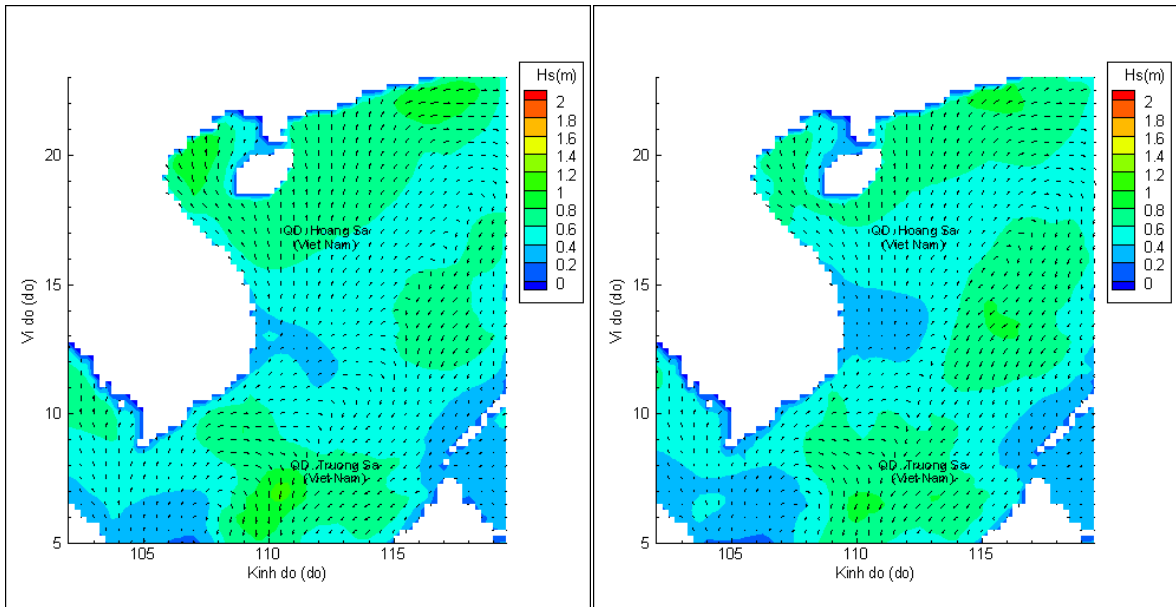 Hs(m)
2
1.8
1.6
1.4
1.2
1
0.8
0.6
0.4
0.2
0
20
15
10
5
Vi do (do)
105
110
115
Kinh do (do)
QD. Hoang Sa
(Viet Nam)
QD. Truong Sa
(Viet Nam)
Hs(m)
2
1.8
1.6
1.4
1.2
1
0.8
0.6
0.4
0.2
0
20
15
10
5
Vi do (do)
105
110
115
Kinh do (do)
QD. Hoang Sa
(Viet Nam)
QD. Truong Sa
(Viet Nam)